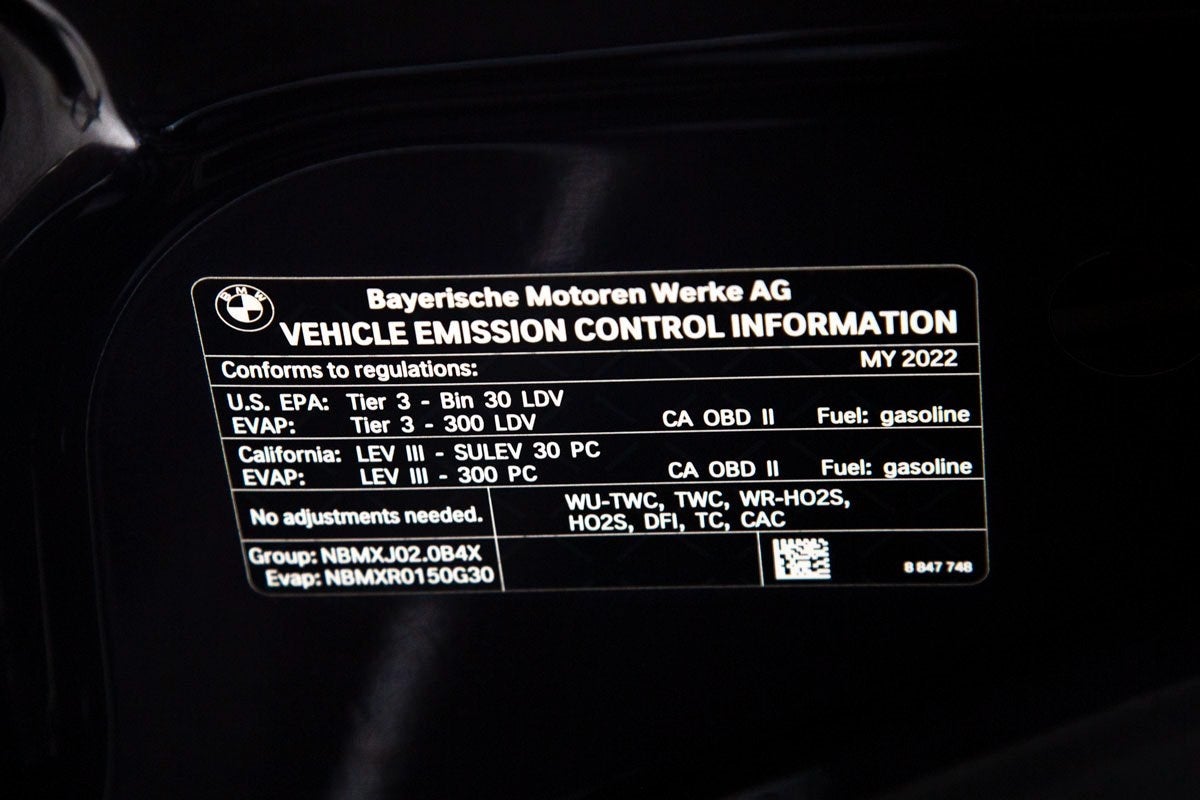 BMW
Bayerische Motoren Werke AG
VEHICLE EMISSION CONTROL INFORMATION
Conforms to regulations: MY 2022
U.S. EPA: Tier 3 - Bin 30 LDV
EVAP: Tier 3 - 300 LDV CA OBD II Fuel: gasoline
California: LEV III - SULEV 30 PC
EVAP: LEV III - 300 PC CA OBD II Fuel: gasoline
No adjustments needed.
WU-TWC, TWC, WR-HO2S,
HO2S, DFI, TC, CAC
Group: NBMXJ02.0B4X
Evap: NBMXR0150G30
8 847 748